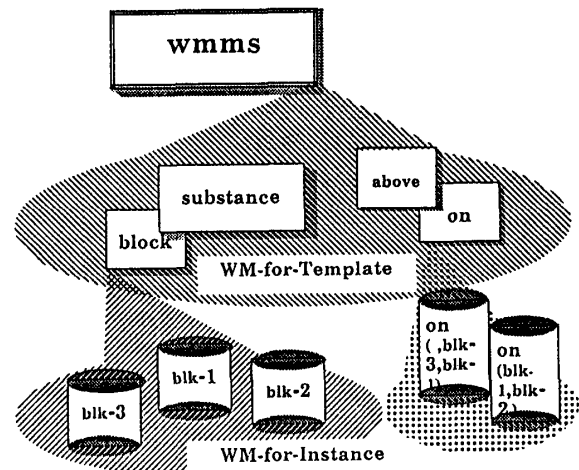 wmms
substance
above
block
on
WM-for-Template
on
( ,blk-
3,blk-
1)
on
(blk-
1,blk-
2)
blk-3
blk-1
blk-2
WM-for-Instance